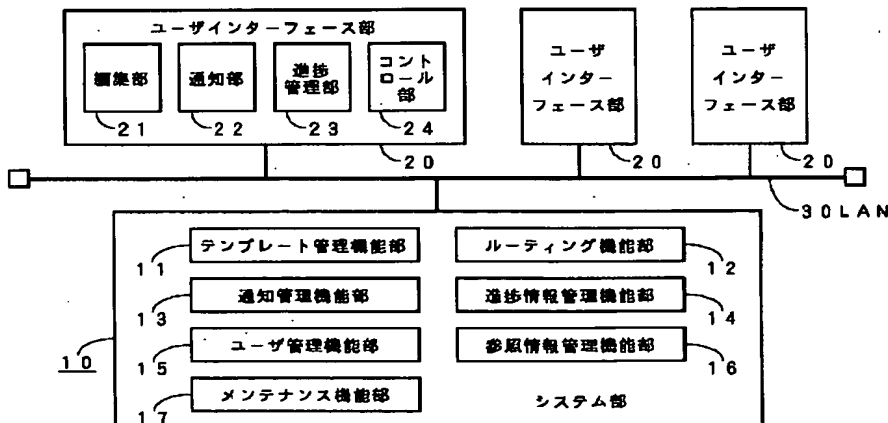 ユーザインターフェース部
編集部
通知部
進捗
管理部
コント
ロール
部
21
22
23
24
20
ユーザ
インター
フェース部
20
ユーザ
インター
フェース部
20
30LAN
テンプレート管理機能部
11
ルーティング機能部
12
通知管理機能部
13
進捗情報管理機能部
14
ユーザ管理機能部
15
参照情報管理機能部
16
10
メンテナンス機能部
17
システム部